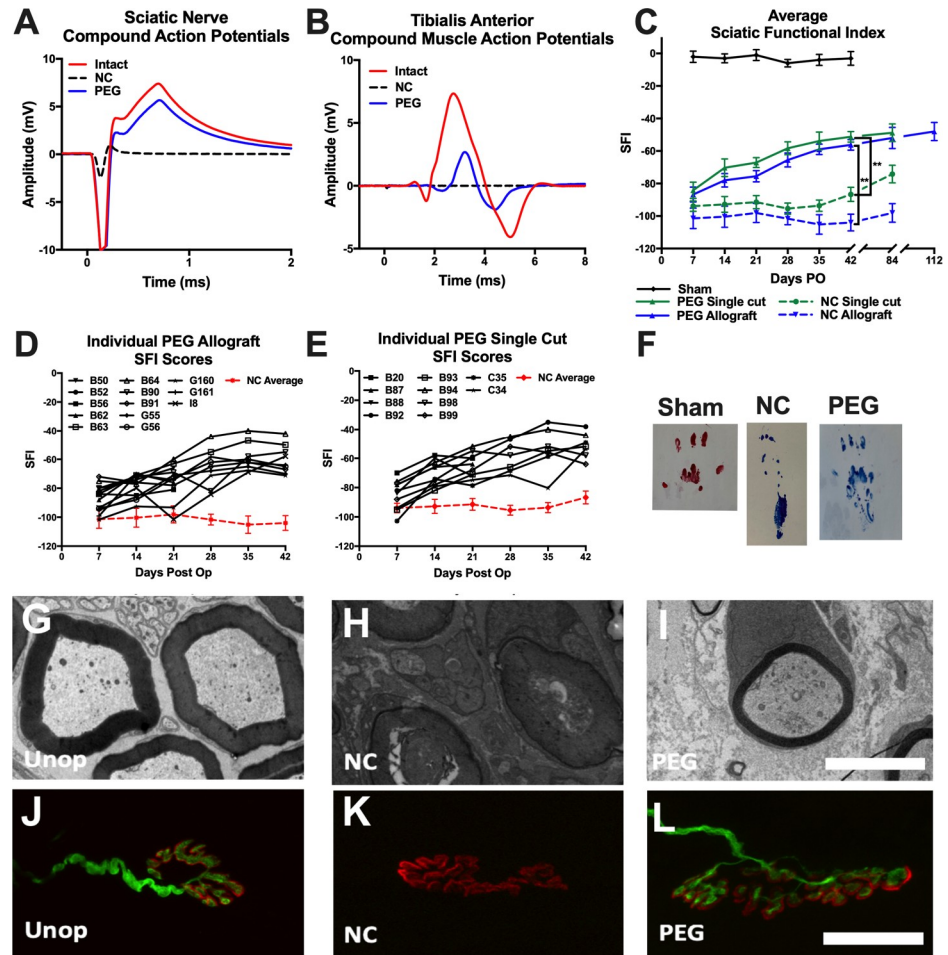 A
Sciatic Nerve
Compound Action Potentials
Amplitude (mV)
10
5
0
-5
-10
Intact
NC
PEG
0
1
2
Time (ms)
B
Tibialis Anterior
Compound Muscle Action Potentials
Amplitude (mV)
10
5
0
-5
Intact
NC
PEG
0
2
4
6
8
Time (ms)
C
Average
Sciatic Functional Index
SFI
0
-20
-40
-60
-80
-100
-120
**
**
0
7
14
21
28
35
42
84
112
Days PO
Sham
PEG Single cut
NC Single cut
PEG Allograft
NC Allograft
D
Individual PEG Allograft
SFI Scores
B50
B64
G160
NC Average
B52
B90
G161
B56
B91
I8
B62
G55
B63
G56
SFI
0
-20
-40
-60
-80
-100
-120
0
7
14
21
28
35
42
Days Post Op
E
Individual PEG Single Cut
SFI Scores
B20
B93
C35
NC Average
B87
B94
C34
B88
B98
B92
B99
SFI
0
-20
-40
-60
-80
-100
-120
0
7
14
21
28
35
42
Days Post Op
F
Sham
NC
PEG
G
Unop
H
NC
I
PEG
J
Unop
K
NC
L
PEG